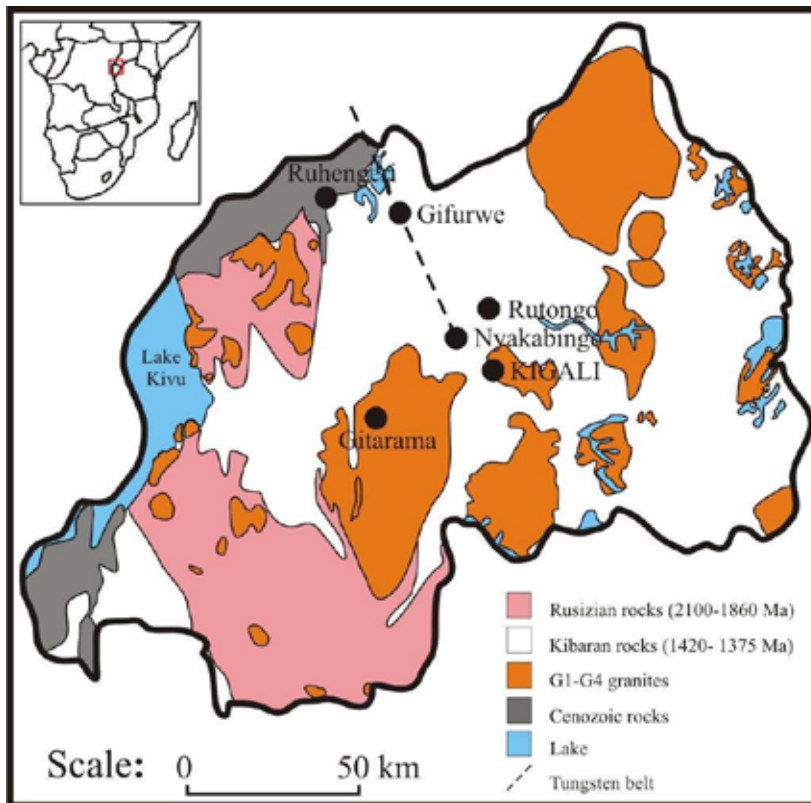 Ruhengeri
Gifurwe
Rutongo
Nyakabingo
Lake
Kivu
KIGALI
Gitarama
Rusizian rocks (2100-1860 Ma)
Kibaran rocks (1420- 1375 Ma)
G1-G4 granites
Cenozoic rocks
Lake
Tungsten belt
Scale: 0 50 km